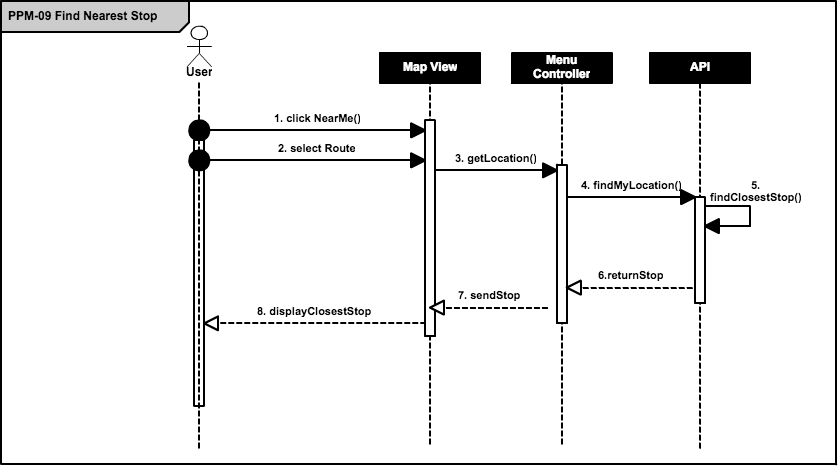 PPM-09 Find Nearest Stop
User
Map View
Menu
Controller
API
1. click NearMe()
2. select Route
3. getLocation()
4. findMyLocation()
5.
findClosestStop()
6.returnStop
7. sendStop
8. displayClosestStop